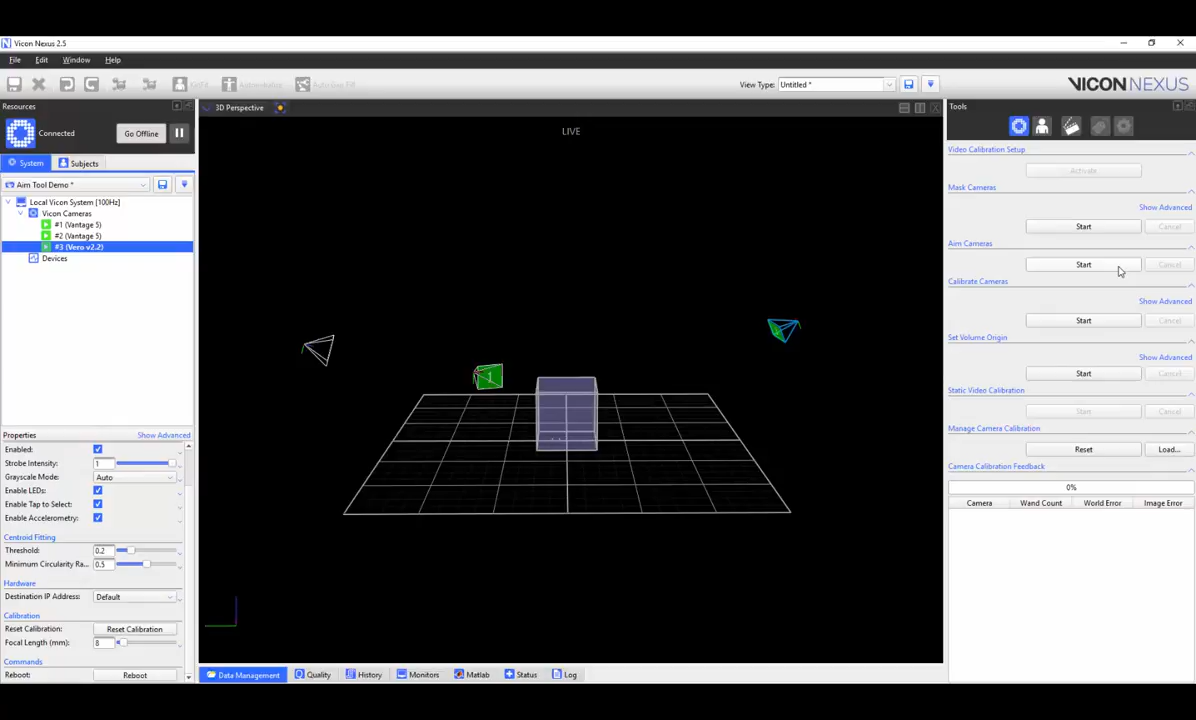 Vicon Nexus 2.5
File Edit Window Help
View Type: Untitled *
VICON NEXUS
Resources
Connected
Go Offline
System Subjects
Aim Tool Demo *
Local Vicon System [100Hz]
Vicon Cameras
#1 (Vantage 5)
#2 (Vantage 5)
#3 (Vero v2.2)
Devices
Properties Show Advanced
Enabled:
Strobe Intensity: 1
Grayscale Mode: Auto
Enable LEDs:
Enable Tap to Select:
Enable Accelerometry:
Centroid Fitting
Threshold: 0.2
Minimum Circularity Ra... 0.5
Hardware
Destination IP Address: Default
Calibration
Reset Calibration: Reset Calibration
Focal Length (mm): 8
Commands
Reboot: Reboot
3D Perspective
LIVE
1
Data Management Quality History Monitors Matlab Status Log
Tools
Video Calibration Setup
Activate
Mask Cameras
Show Advanced
Start Cancel
Aim Cameras
Start Cancel
Calibrate Cameras
Show Advanced
Start Cancel
Set Volume Origin
Show Advanced
Start Cancel
Static Video Calibration
Start Cancel
Manage Camera Calibration
Reset Load...
Camera Calibration Feedback
0%
Camera Wand Count World Error Image Error